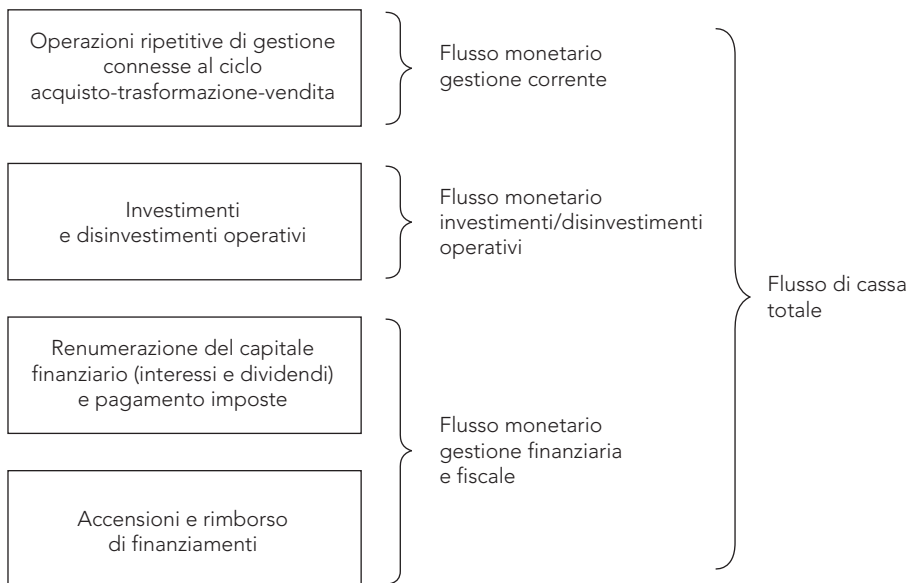 Operazioni ripetitive di gestione
connesse al ciclo
acquisto-trasformazione-vendita
Flusso monetario
gestione corrente
Investimenti
e disinvestimenti operativi
Flusso monetario
investimenti/disinvestimenti
operativi
Flusso di cassa
totale
Renumerazione del capitale
finanziario (interessi e dividendi)
e pagamento imposte
Flusso monetario
gestione finanziaria
e fiscale
Accensioni e rimborso
di finanziamenti